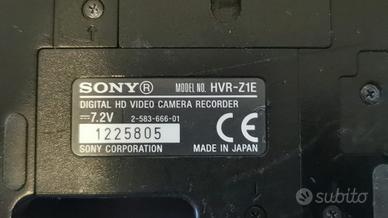 SONY® MODEL NO. HVR-Z1E
DIGITAL HD VIDEO CAMERA RECORDER
⎓7.2V 2-583-666-01
1225805 CE
SONY CORPORATION MADE IN JAPAN
subito